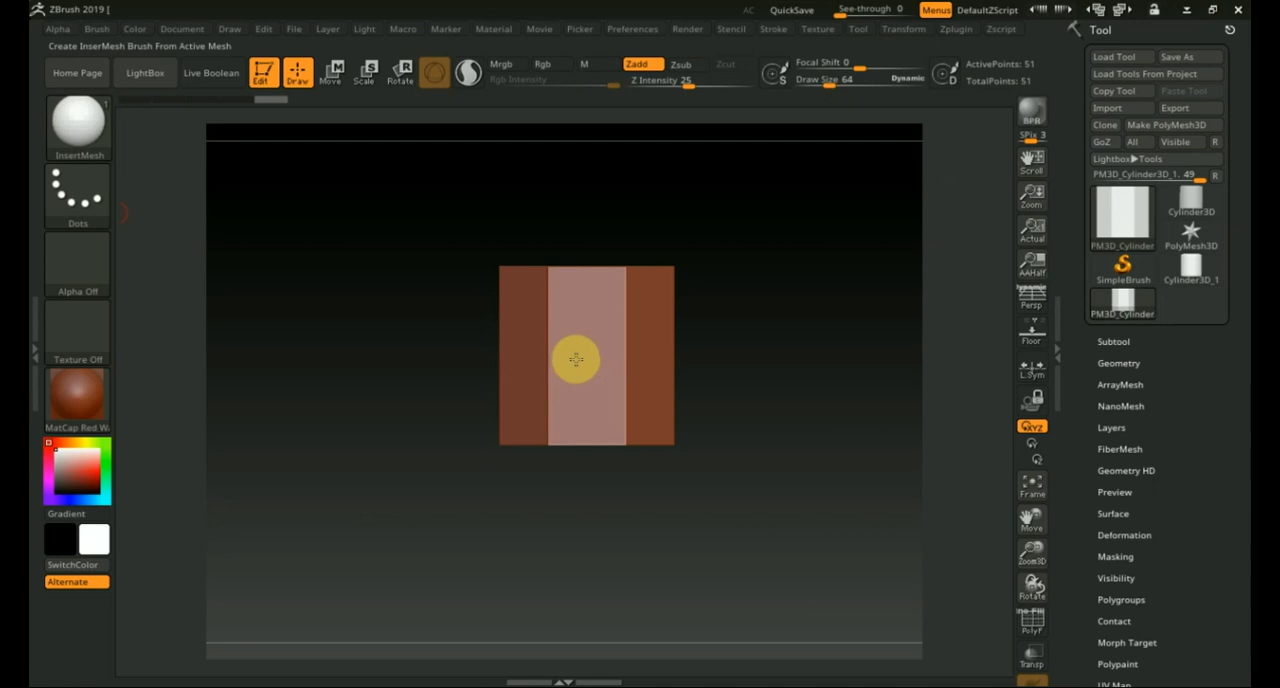 ZBrush 2019 [
AC QuickSave See-through 0 Menus DefaultZScript
Alpha Brush Color Document Draw Edit File Layer Light Macro Marker Material Movie Picker Preferences Render Stencil Stroke Texture Tool Transform Zplugin Zscript
Create InserMesh Brush From Active Mesh
Home Page LightBox Live Boolean Edit Draw Move Scale Rotate
Mrgb Rgb M Zadd Zsub Zcut
Rgb Intensity Z Intensity 25
S Focal Shift 0
Draw Size 64 Dynamic D
ActivePoints: 51
TotalPoints: 51
1
InsertMesh
Dots
Alpha Off
Texture Off
MatCap Red W
Gradient
SwitchColor
Alternate
BPR
SPix 3
Scroll
Zoom
Actual
AAHalf
Dynamic
Persp
Floor
L.Sym
XYZ
Y
Z
Frame
Move
Zoom3D
Rotate
PolyF
Transp
Tool
Load Tool Save As
Load Tools From Project
Copy Tool Paste Tool
Import Export
Clone Make PolyMesh3D
GoZ All Visible R
Lightbox▶Tools
PM3D_Cylinder3D_1. 49 R
PM3D_Cylinder
Cylinder3D
PolyMesh3D
SimpleBrush
Cylinder3D_1
PM3D_Cylinder
Subtool
Geometry
ArrayMesh
NanoMesh
Layers
FiberMesh
Geometry HD
Preview
Surface
Deformation
Masking
Visibility
Polygroups
Contact
Morph Target
Polypaint
UV Map